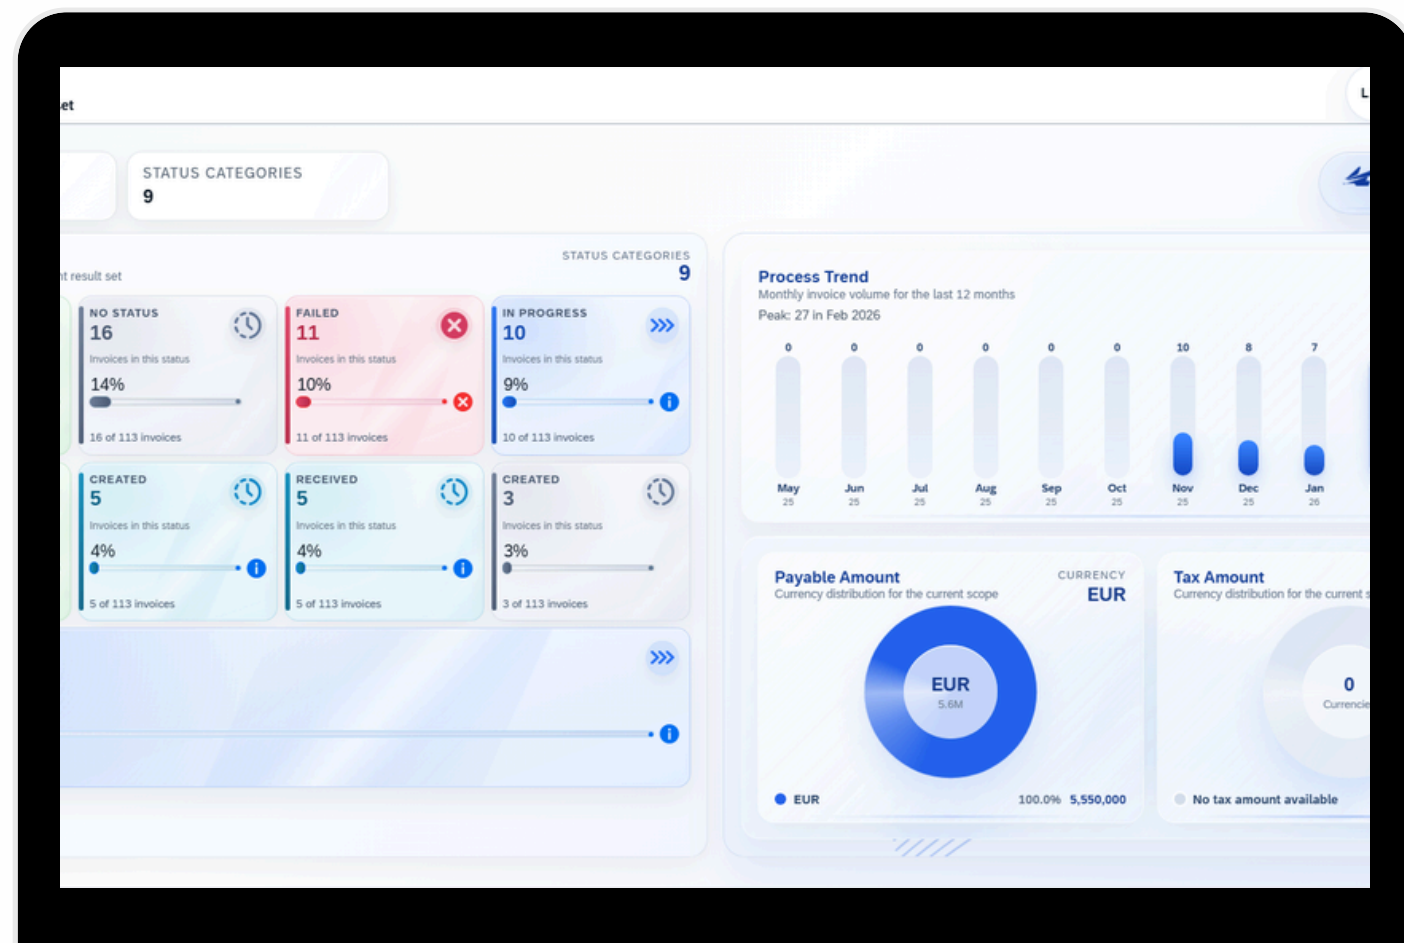 set
L
STATUS CATEGORIES
9
STATUS CATEGORIES
9
nt result set
NO STATUS
16
Invoices in this status
14%
16 of 113 invoices
FAILED
11
Invoices in this status
10%
11 of 113 invoices
IN PROGRESS
10
Invoices in this status
9%
10 of 113 invoices
CREATED
5
Invoices in this status
4%
5 of 113 invoices
RECEIVED
5
Invoices in this status
4%
5 of 113 invoices
CREATED
3
Invoices in this status
3%
3 of 113 invoices
Process Trend
Monthly invoice volume for the last 12 months
Peak: 27 in Feb 2026
0 0 0 0 0 0 10 8 7
May Jun Jul Aug Sep Oct Nov Dec Jan
25 25 25 25 25 25 25 25 26
Payable Amount
Currency distribution for the current scope
CURRENCY
EUR
EUR
5.6M
EUR 100.0% 5,550,000
Tax Amount
Currency distribution for the current s
0
Currencie
No tax amount available